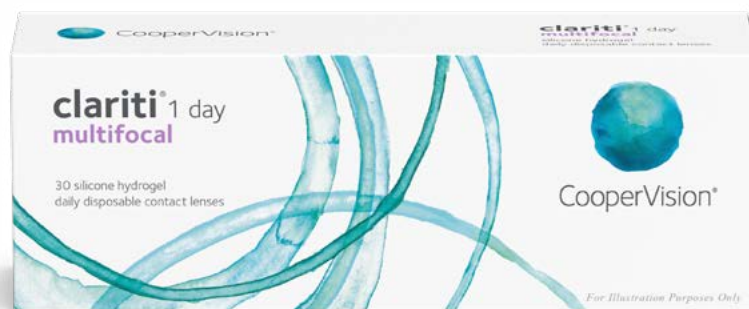 CooperVision®
clariti® 1 day
multifocal
silicone hydrogel
daily disposable contact lenses
clariti® 1 day
multifocal
30 silicone hydrogel
daily disposable contact lenses
CooperVision®
For Illustration Purposes Only